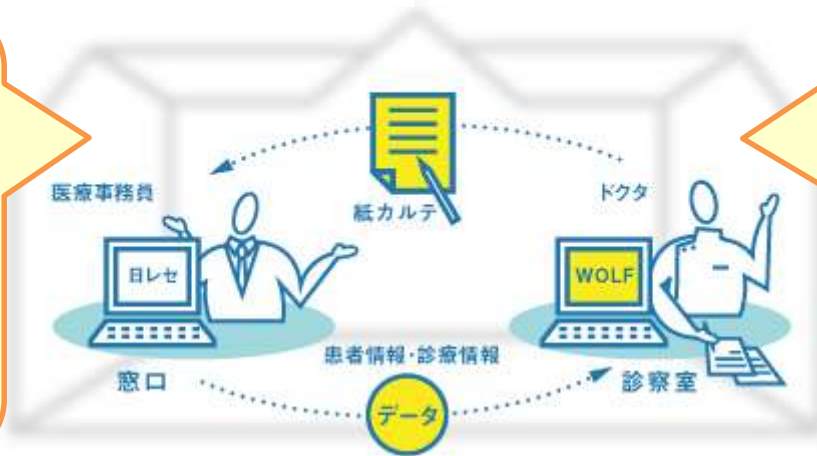 医療事務員
紙カルテ
ドクタ
日レセ
WOLF
患者情報・診療情報
窓口
診察室
データ